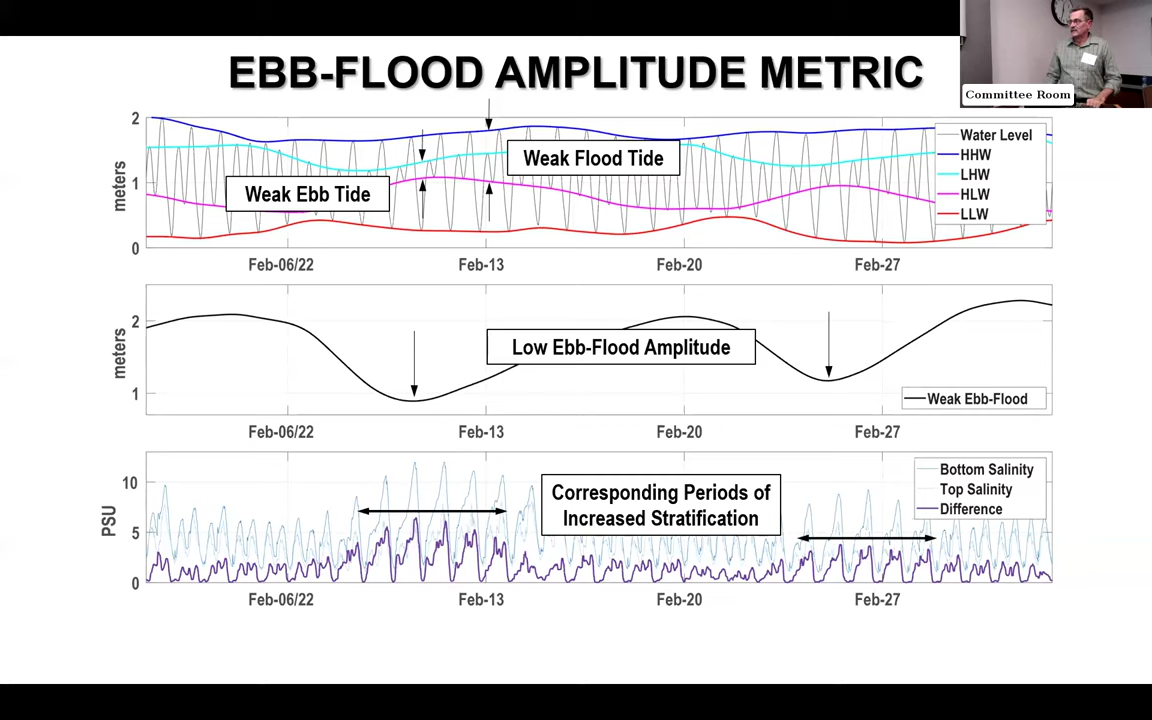 EBB-FLOOD AMPLITUDE METRIC
Committee Room
2
1
0
meters
Weak Ebb Tide
Weak Flood Tide
Water Level
HHW
LHW
HLW
LLW
Feb-06/22
Feb-13
Feb-20
Feb-27
2
1
meters
Low Ebb-Flood Amplitude
Weak Ebb-Flood
Feb-06/22
Feb-13
Feb-20
Feb-27
10
5
0
PSU
Corresponding Periods of
Increased Stratification
Bottom Salinity
Top Salinity
Difference
Feb-06/22
Feb-13
Feb-20
Feb-27